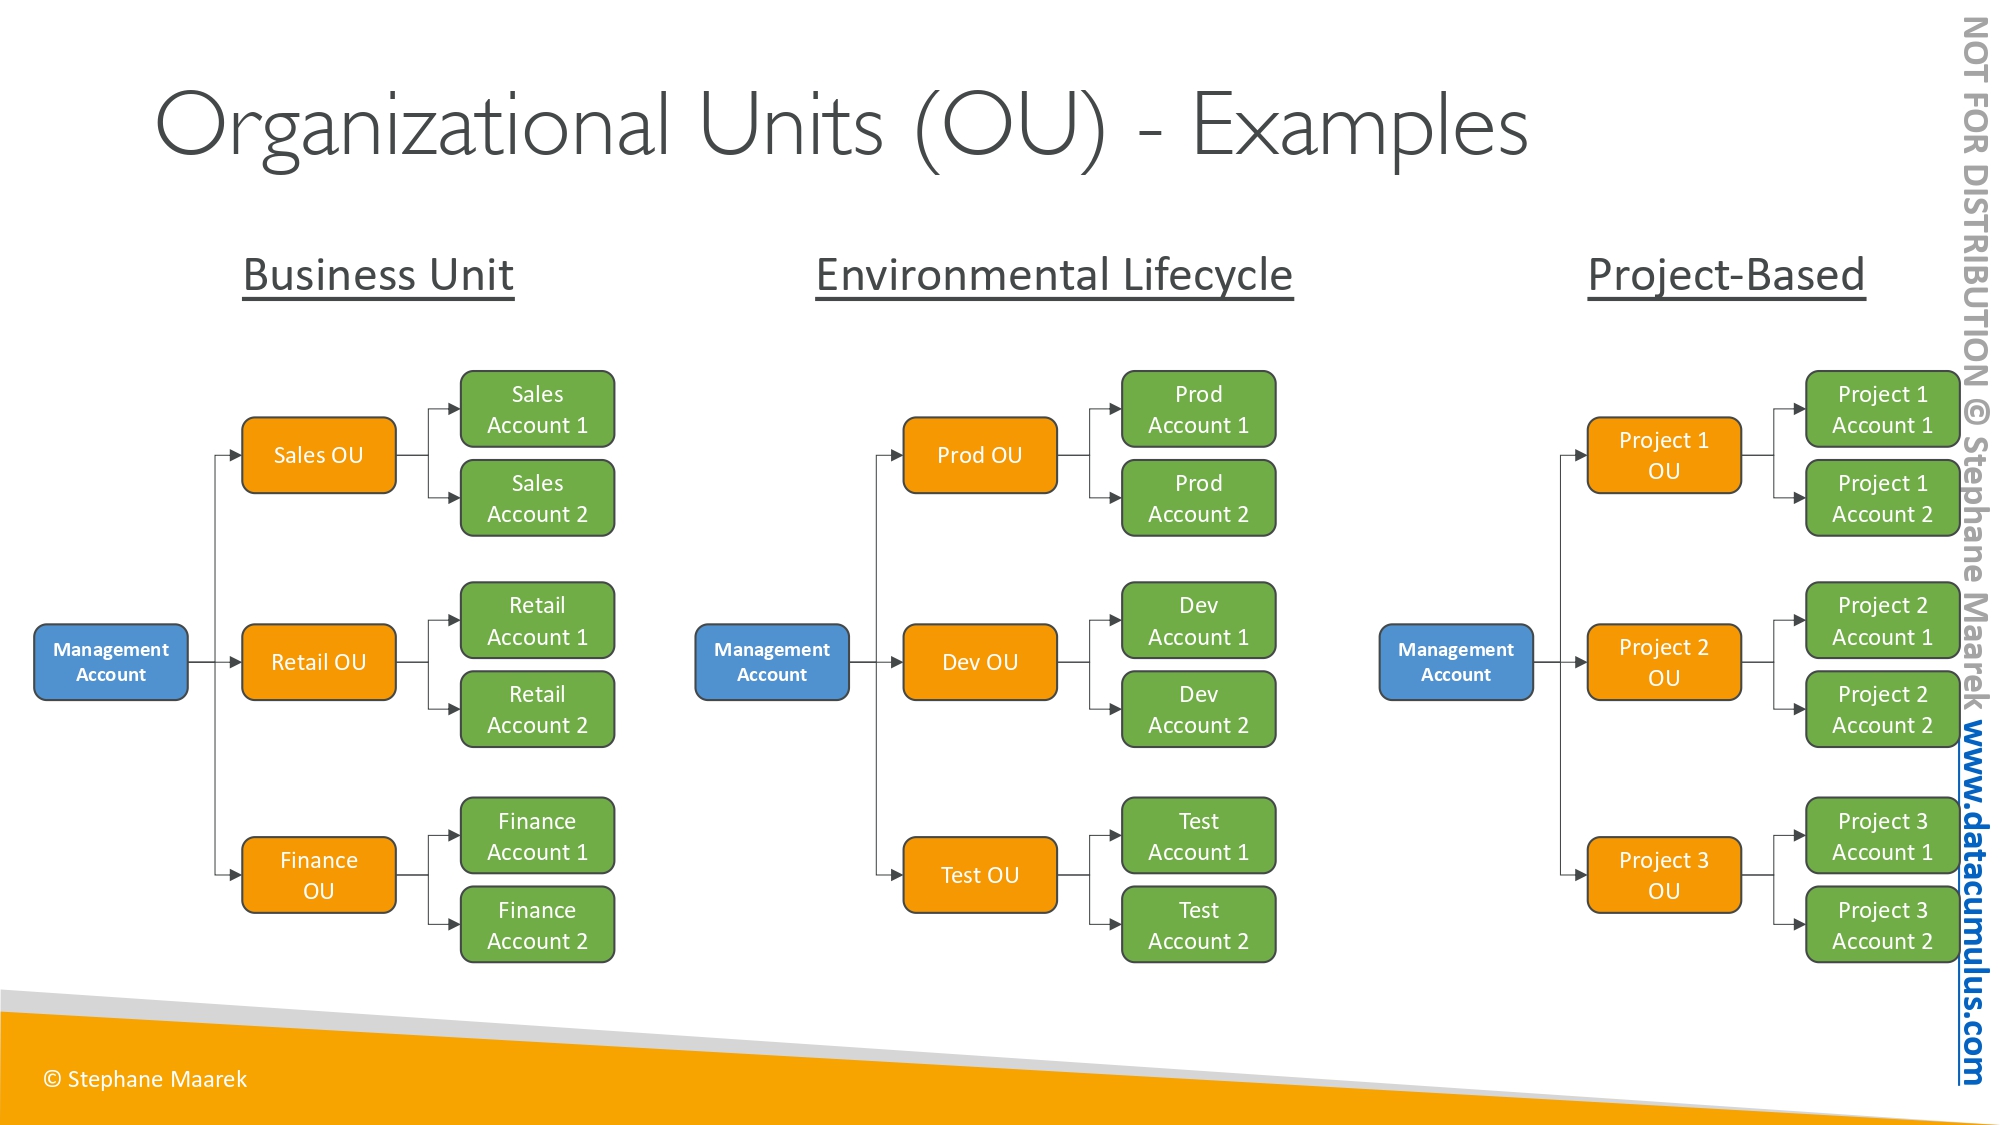 Organizational Units (OU) - Examples
Business Unit
Management
Account
Sales OU
Sales
Account 1
Sales
Account 2
Retail OU
Retail
Account 1
Retail
Account 2
Finance
OU
Finance
Account 1
Finance
Account 2
Environmental Lifecycle
Management
Account
Prod OU
Prod
Account 1
Prod
Account 2
Dev OU
Dev
Account 1
Dev
Account 2
Test OU
Test
Account 1
Test
Account 2
Project-Based
Management
Account
Project 1
OU
Project 1
Account 1
Project 1
Account 2
Project 2
OU
Project 2
Account 1
Project 2
Account 2
Project 3
OU
Project 3
Account 1
Project 3
Account 2
© Stephane Maarek
NOT FOR DISTRIBUTION © Stephane Maarek www.datacumulus.com